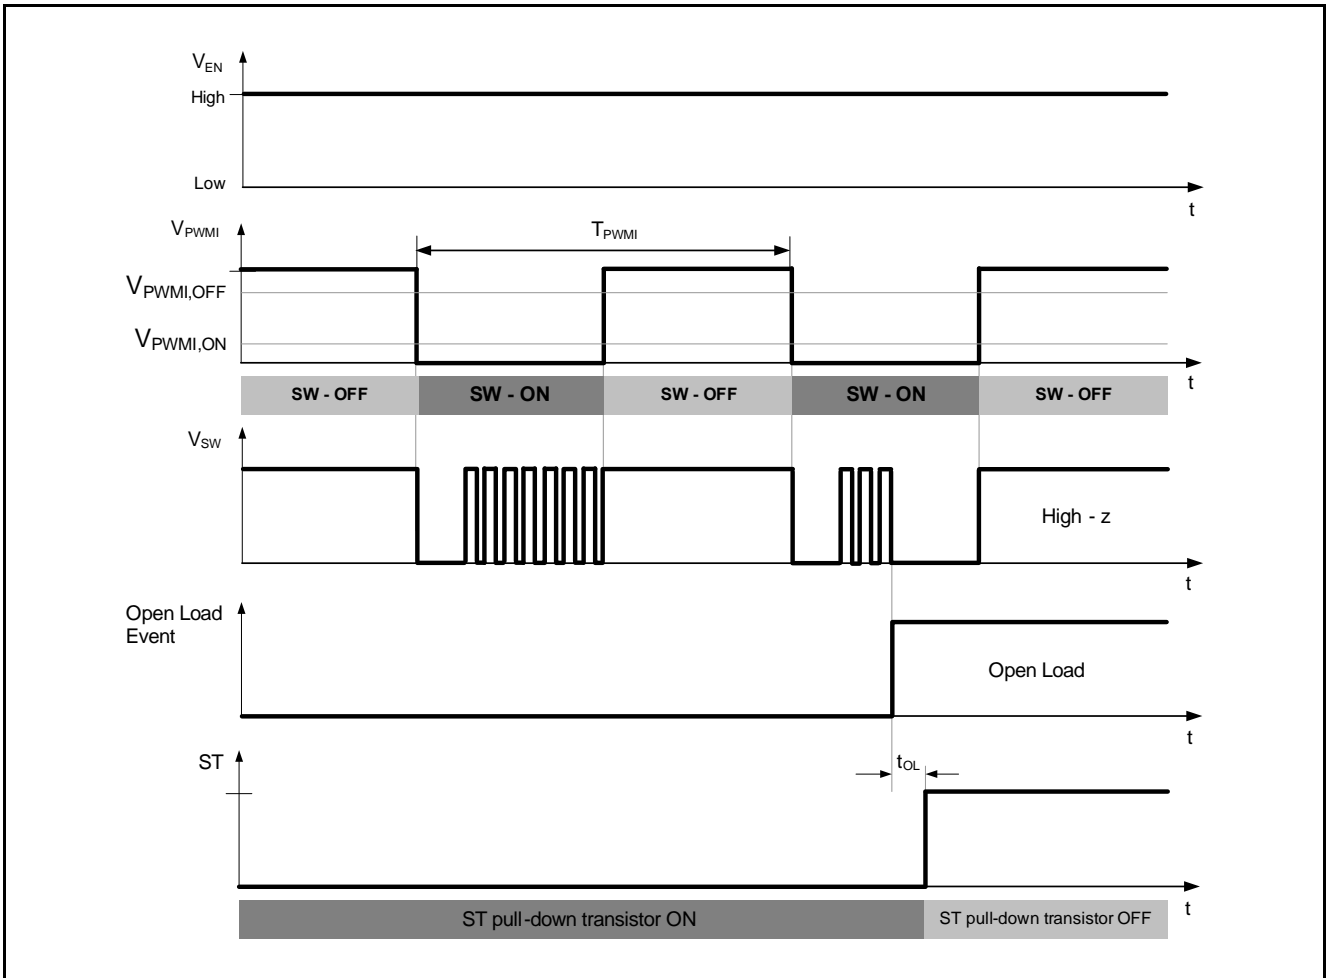 V_EN
High
Low
t
V_PWMI
T_PWMI
V_PWMI,OFF
V_PWMI,ON
t
SW - OFF SW - ON SW - OFF SW - ON SW - OFF
V_SW
High - z
t
Open Load
Event
Open Load
t
ST
t_OL
t
ST pull-down transistor ON ST pull-down transistor OFF